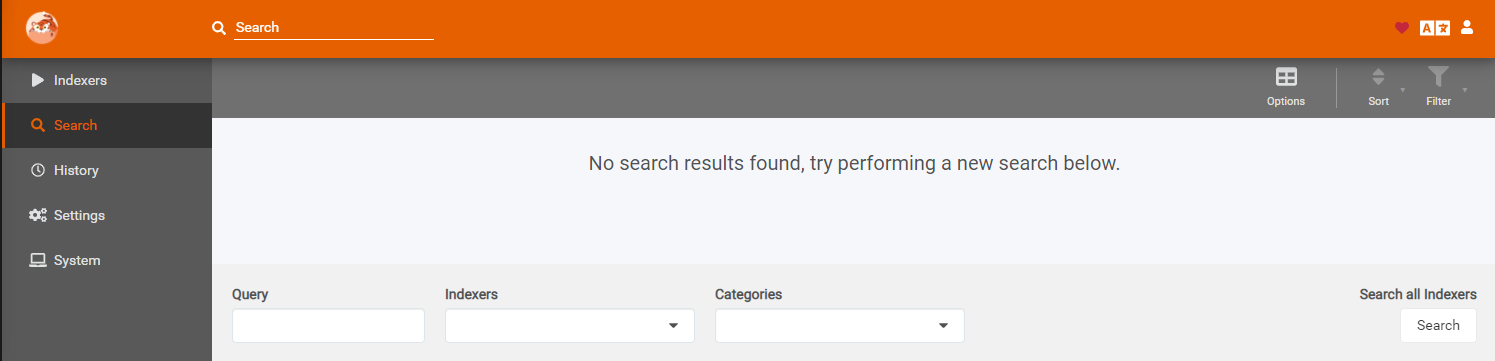 Search
Indexers
Search
History
Settings
System
Options
Sort
Filter
No search results found, try performing a new search below.
Query
Indexers
Categories
Search all Indexers
Search